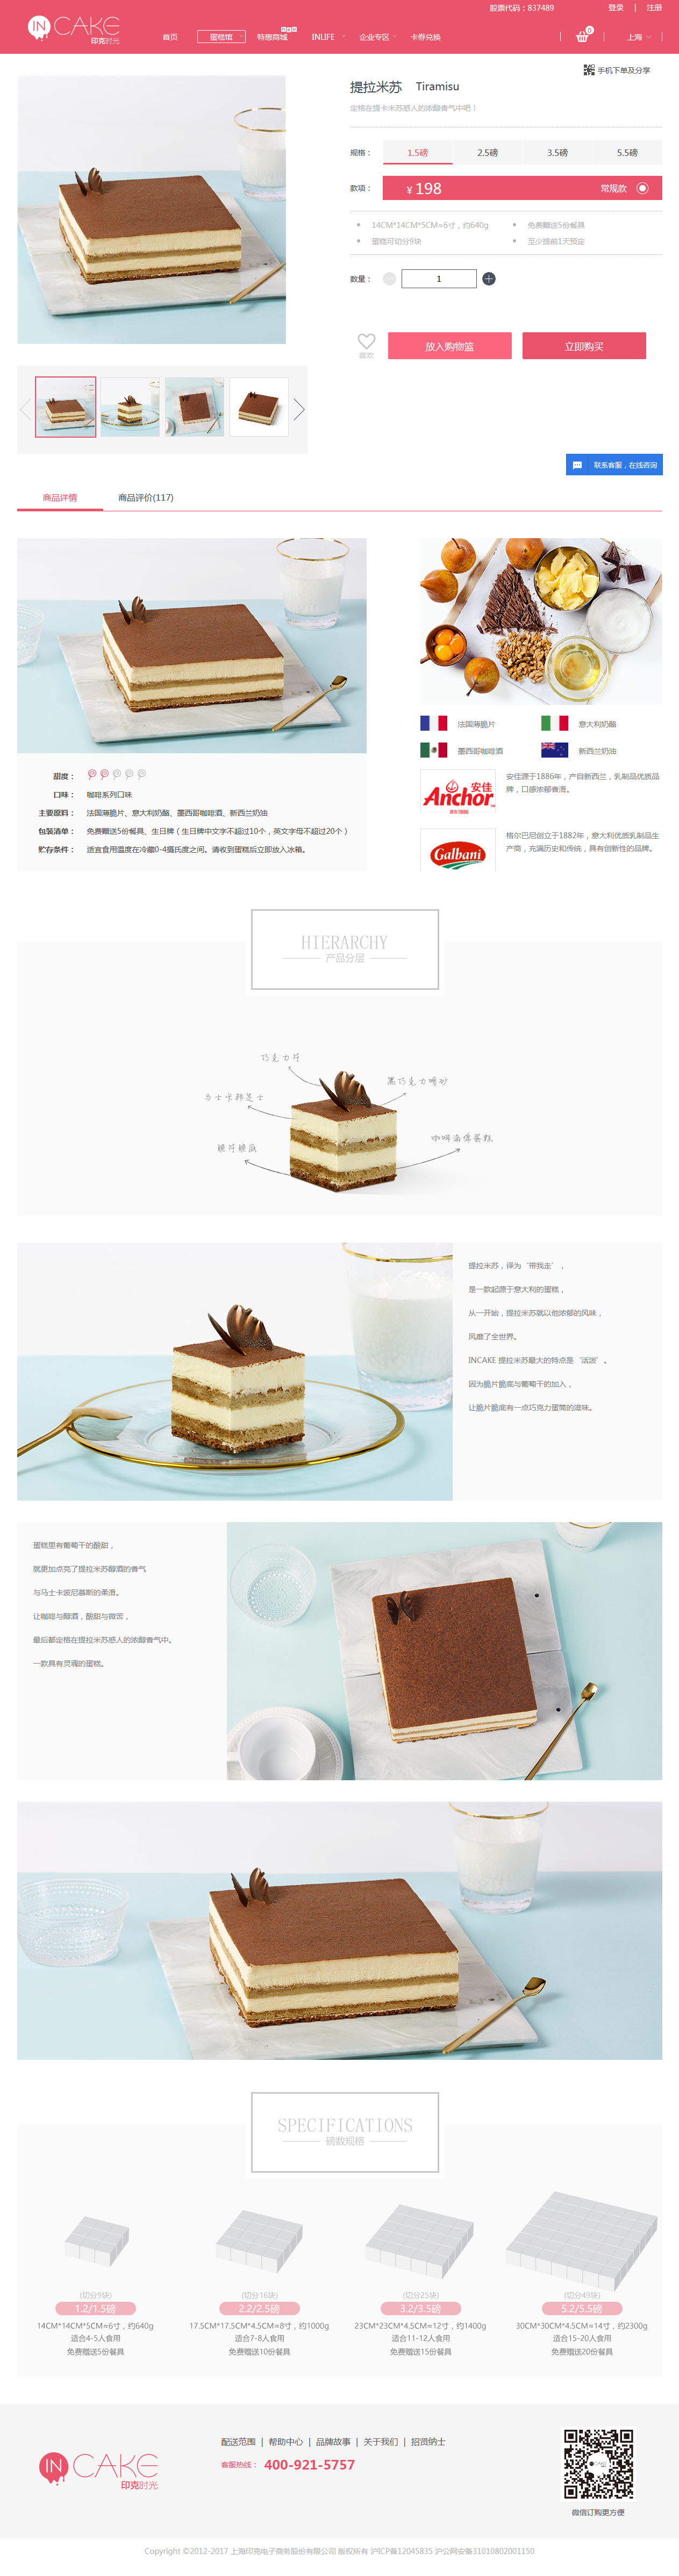 股票代码：837489
登录 | 注册
IN CAKE 印克时光
首页
蛋糕馆
特惠商城
INLIFE
企业专区
卡券兑换
0
上海
手机下单及分享
提拉米苏 Tiramisu
定格在提卡米苏感人的浓醇香气中吧！
规格：
1.5磅
2.5磅
3.5磅
5.5磅
款项：
¥ 198
常规款
14CM*14CM*5CM=6寸，约640g
免费赠送5份餐具
蛋糕可切分9块
至少提前1天预定
数量：
1
喜欢
放入购物篮
立即购买
联系客服，在线咨询
商品详情
商品评价(117)
法国薄脆片
意大利奶酪
墨西哥咖啡酒
新西兰奶油
甜度：
口味：咖啡系列口味
主要原料：法国薄脆片、意大利奶酪、墨西哥咖啡酒、新西兰奶油
包装清单：免费赠送5份餐具、生日牌（生日牌中文字不超过10个，英文字母不超过20个）
贮存条件：适宜食用温度在冷藏0-4摄氏度之间。请收到蛋糕后立即放入冰箱。
安佳
Anchor
安佳源于1886年，产自新西兰，乳制品优质品
牌，口感浓郁香滑。
Galbani
格尔巴尼创立于1882年，意大利优质乳制品生
产商，充满历史和传统，具有创新性的品牌。
HIERARCHY
产品分层
巧克力片
黑巧克力喷砂
马士卡邦芝士
脆片脆底
咖啡海绵蛋糕
提拉米苏，译为‘带我走’，
是一款起源于意大利的蛋糕，
从一开始，提拉米苏就以他浓郁的风味，
风靡了全世界。
INCAKE 提拉米苏最大的特点是‘活泼’。
因为脆片脆底与葡萄干的加入，
让脆片脆底有一点巧克力蛋筒的滋味。
蛋糕里有葡萄干的酸甜，
就更加点亮了提拉米苏醇酒的香气
与马士卡波尼慕斯的柔滑。
让咖啡与醇酒，酸甜与微苦，
最后都定格在提拉米苏感人的浓醇香气中。
一款具有灵魂的蛋糕。
SPECIFICATIONS
磅数规格
(切分9块)
1.2/1.5磅
14CM*14CM*5CM=6寸，约640g
适合4-5人食用
免费赠送5份餐具
(切分16块)
2.2/2.5磅
17.5CM*17.5CM*4.5CM=8寸，约1000g
适合7-8人食用
免费赠送10份餐具
(切分25块)
3.2/3.5磅
23CM*23CM*4.5CM=12寸，约1400g
适合11-12人食用
免费赠送15份餐具
(切分49块)
5.2/5.5磅
30CM*30CM*4.5CM=14寸，约2300g
适合15-20人食用
免费赠送20份餐具
IN CAKE 印克时光
配送范围 | 帮助中心 | 品牌故事 | 关于我们 | 招贤纳士
客服热线：400-921-5757
微信订购更方便
Copyright ©2012-2017 上海印克电子商务股份有限公司 版权所有 沪ICP备12045835 沪公网安备31010802001150